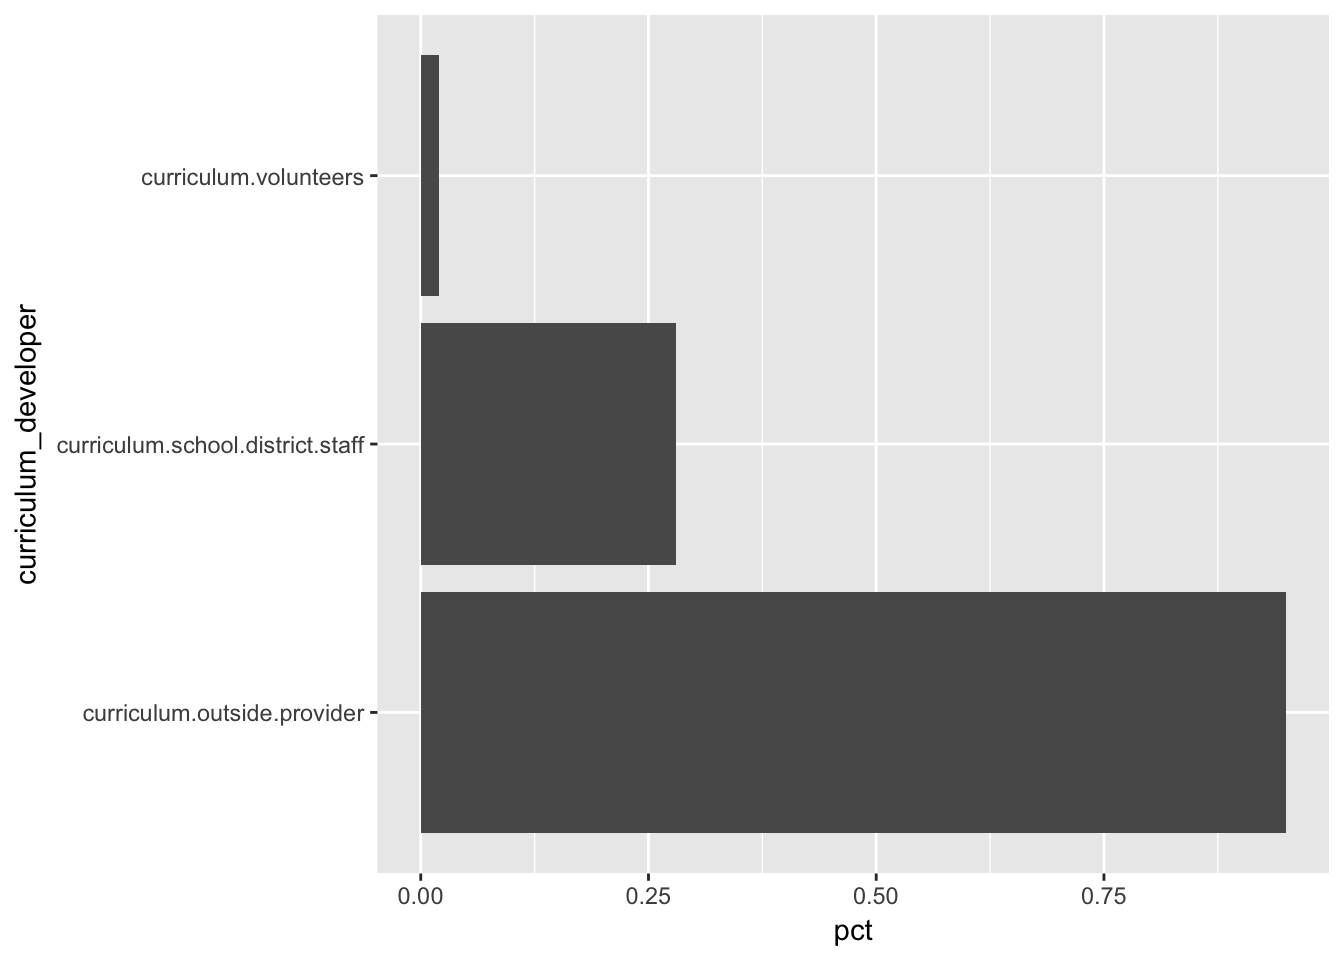 curriculum_developer
curriculum.volunteers
curriculum.school.district.staff
curriculum.outside.provider
0.00 0.25 0.50 0.75
pct